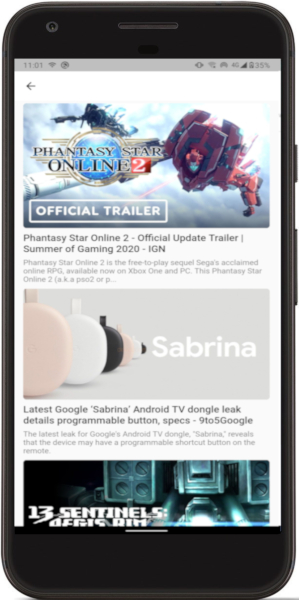 11:01
4G
35%
PHANTASY STAR
ONLINE 2
OFFICIAL TRAILER
Phantasy Star Online 2 - Official Update Trailer |
Summer of Gaming 2020 - IGN
Phantasy Star Online 2 is the free-to-play sequel Sega's acclaimed
online RPG, available now on Xbox One and PC. This Phantasy Star
Online 2 (a.k.a pso2 or p...
Sabrina
Latest Google 'Sabrina' Android TV dongle leak
details programmable button, specs - 9to5Google
The latest leak for Google's Android TV dongle, "Sabrina," reveals
that the device may have a programmable shortcut button on the
remote.
13 SENTINELS:
AEGIS RIM